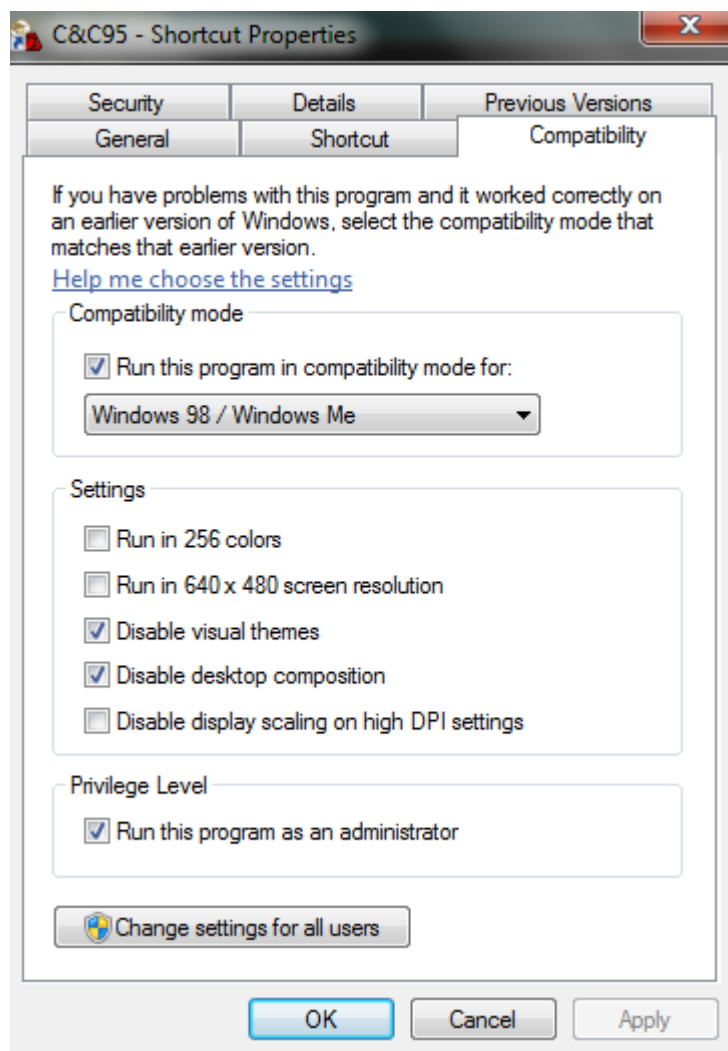 C&C95 - Shortcut Properties
Security Details Previous Versions
General Shortcut Compatibility
If you have problems with this program and it worked correctly on
an earlier version of Windows, select the compatibility mode that
matches that earlier version.
Help me choose the settings
Compatibility mode
Run this program in compatibility mode for:
Windows 98 / Windows Me
Settings
Run in 256 colors
Run in 640 x 480 screen resolution
Disable visual themes
Disable desktop composition
Disable display scaling on high DPI settings
Privilege Level
Run this program as an administrator
Change settings for all users
OK Cancel Apply